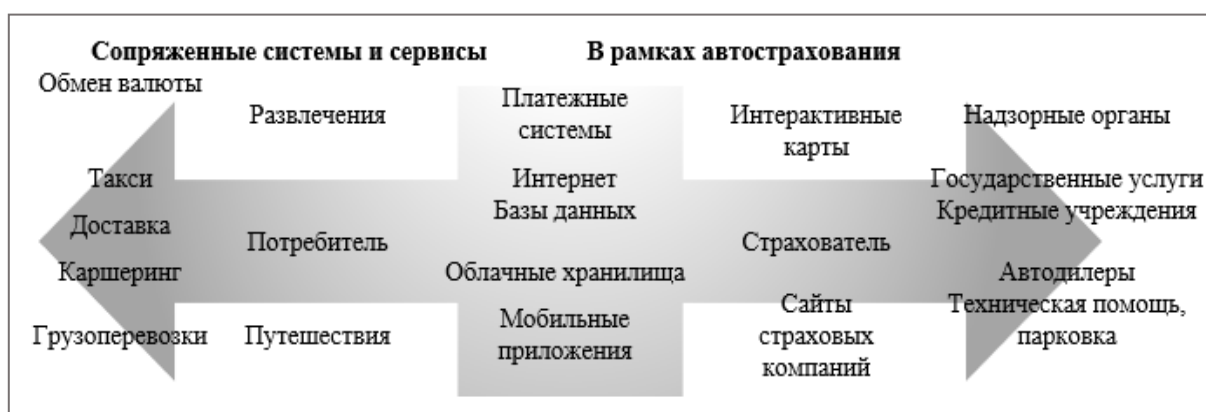 Сопряженные системы и сервисы
В рамках автострахования
Обмен валюты
Такси
Доставка
Каршеринг
Грузоперевозки
Развлечения
Потребитель
Путешествия
Платежные
системы
Интернет
Базы данных
Облачные хранилища
Мобильные
приложения
Интерактивные
карты
Страхователь
Сайты
страховых
компаний
Надзорные органы
Государственные услуги
Кредитные учреждения
Автодилеры
Техническая помощь,
парковка